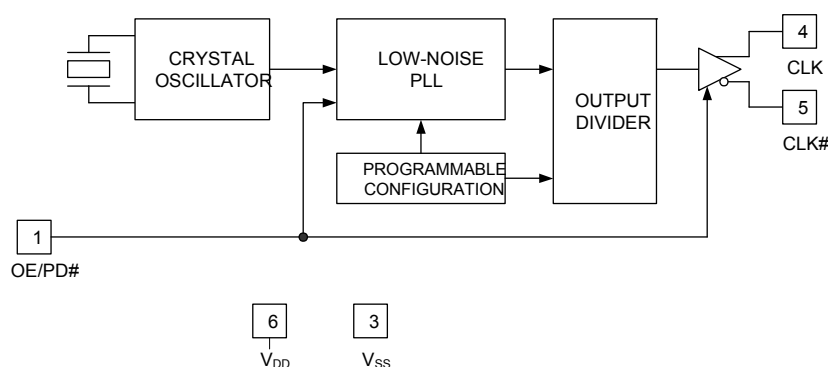 CRYSTAL
OSCILLATOR
LOW-NOISE
PLL
OUTPUT
DIVIDER
4
CLK
5
CLK#
PROGRAMMABLE
CONFIGURATION
1
OE/PD#
6
VDD
3
VSS